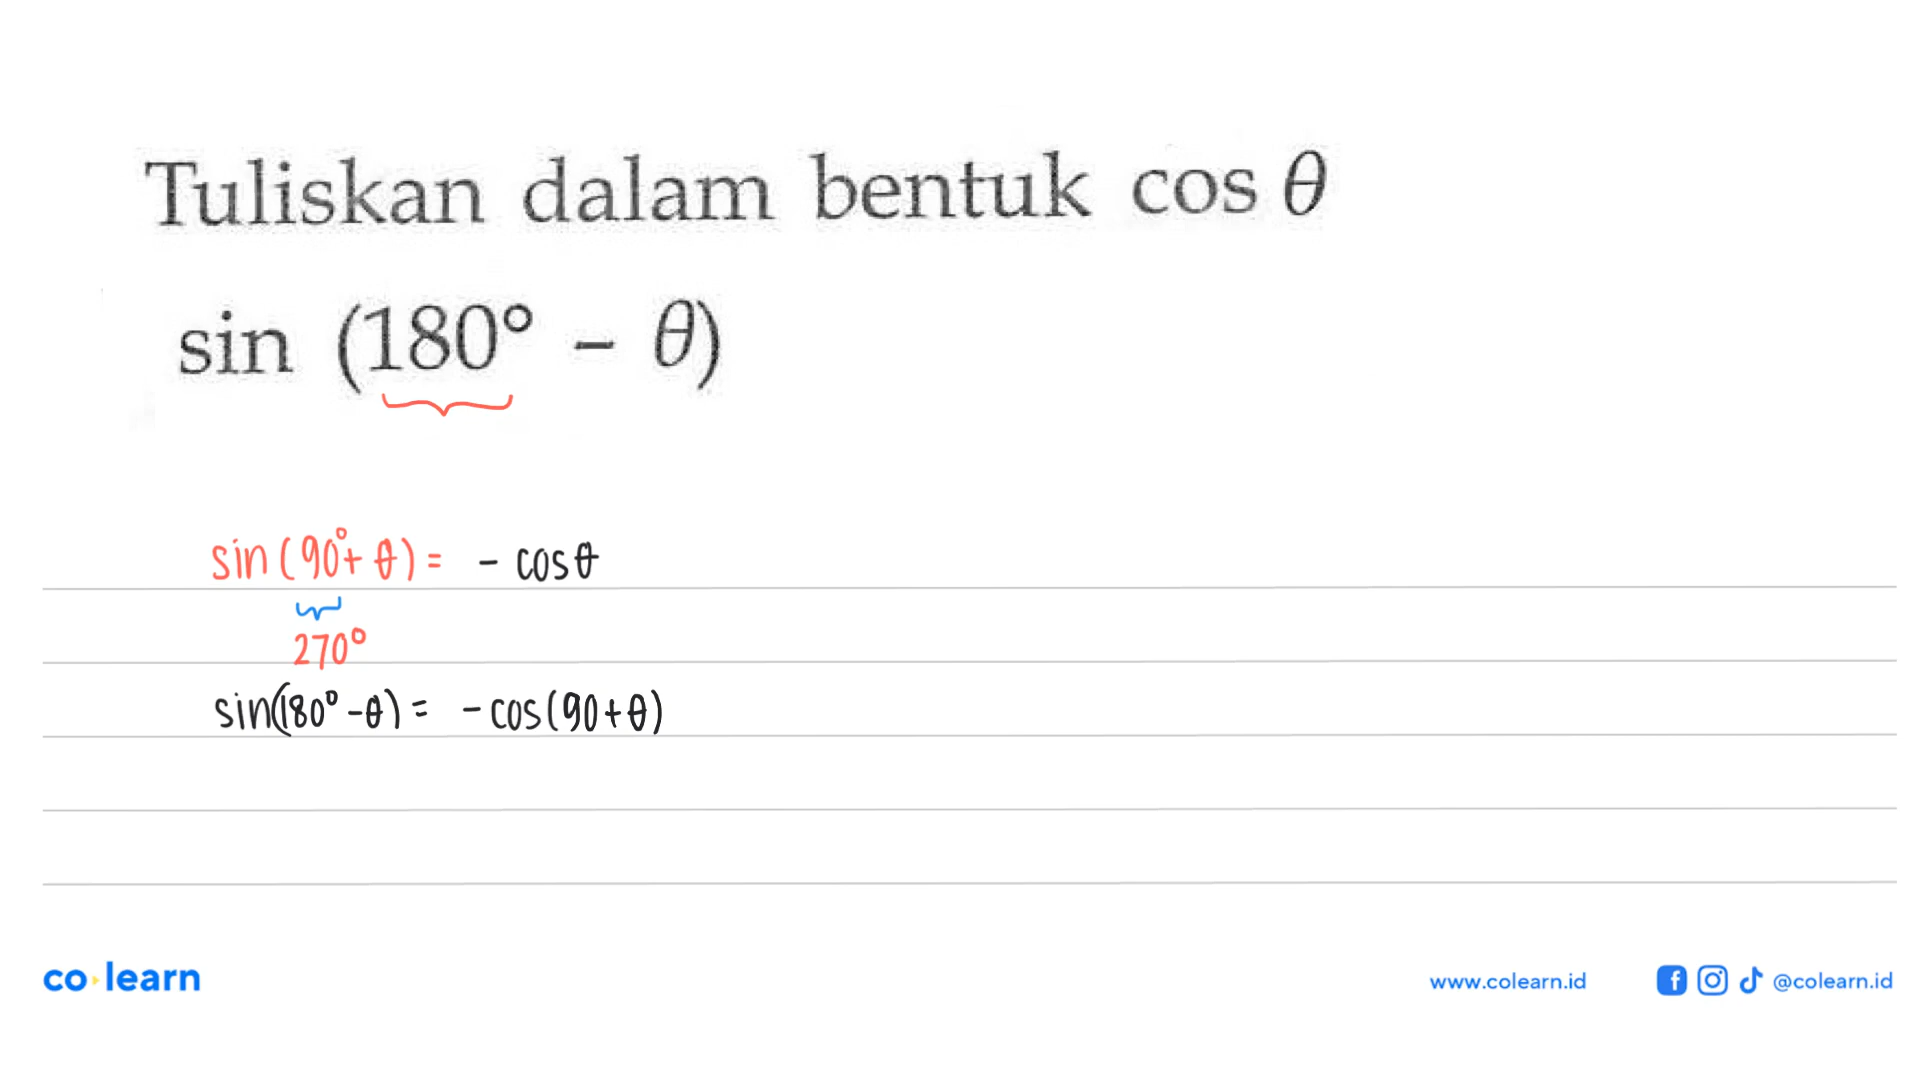 Tuliskan dalam bentuk cos θ
sin (180° - θ)
sin(90°+ θ) = - cosθ
270°
sin(180° -θ) = -cos(90+θ)
co learn
www.colearn.id
@colearn.id